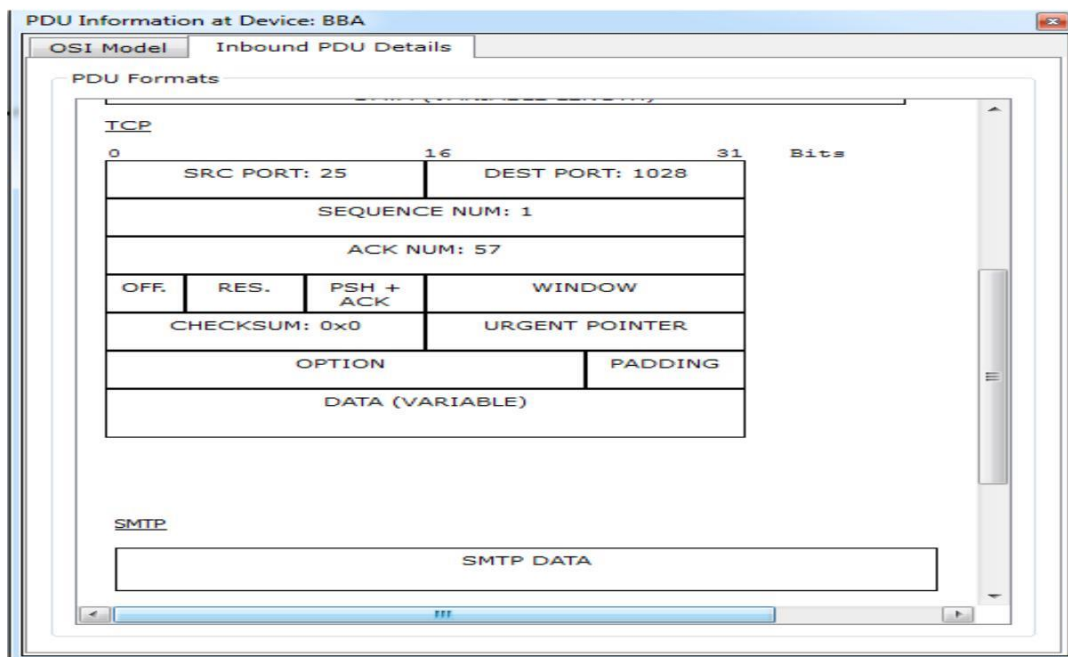 PDU Information at Device: BBA
OSI Model Inbound PDU Details
PDU Formats
TCP
0 16 31 Bits
SRC PORT: 25 DEST PORT: 1028
SEQUENCE NUM: 1
ACK NUM: 57
OFF. RES. PSH + ACK WINDOW
CHECKSUM: 0x0 URGENT POINTER
OPTION PADDING
DATA (VARIABLE)
SMTP
SMTP DATA